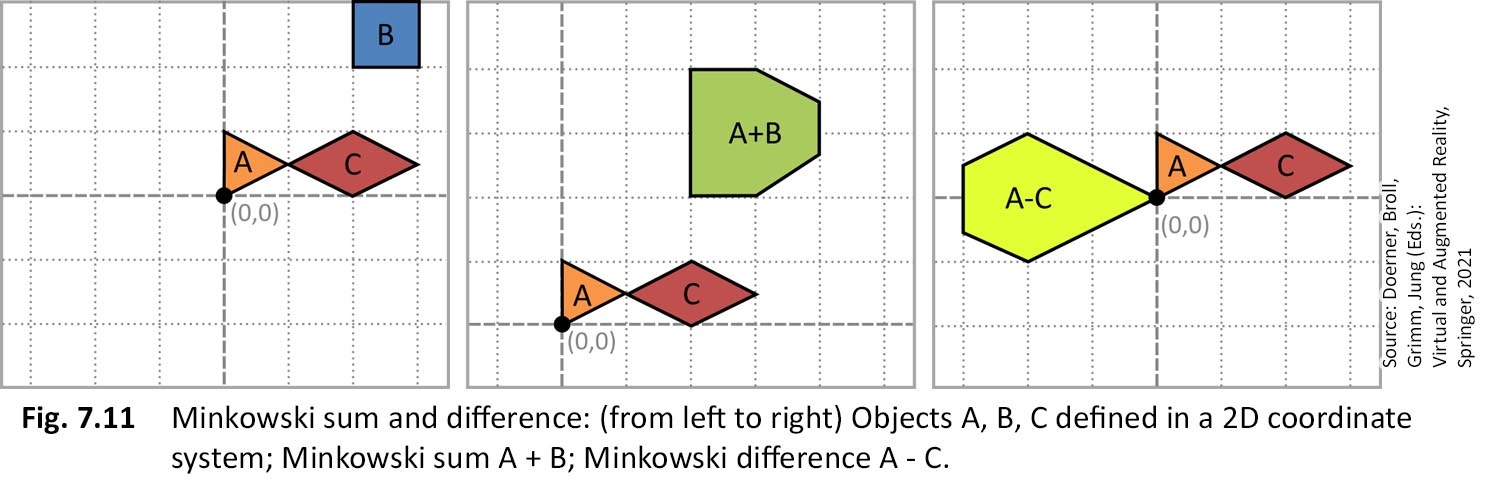 B
A
C
(0,0)
A+B
A
C
(0,0)
A-C
A
C
(0,0)
Source: Doerner, Broll,
Grimm, Jung (Eds.):
Virtual and Augmented Reality,
Springer, 2021
Fig. 7.11 Minkowski sum and difference: (from left to right) Objects A, B, C defined in a 2D coordinate
system; Minkowski sum A + B; Minkowski difference A - C.